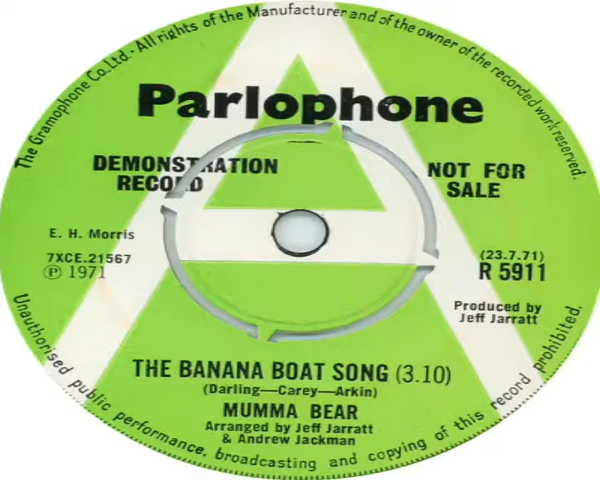 The Gramophone Co. Ltd. · All rights of the Manufacturer and of the owner of the recorded work reserved.
Parlophone
DEMONSTRATION
RECORD
NOT FOR
SALE
E. H. Morris
7XCE.21567
Ⓟ 1971
(23.7.71)
R 5911
Produced by
Jeff Jarratt
THE BANANA BOAT SONG (3.10)
(Darling—Carey—Arkin)
MUMMA BEAR
Arranged by Jeff Jarratt
& Andrew Jackman
Unauthorised public performance, broadcasting and copying of this record prohibited.